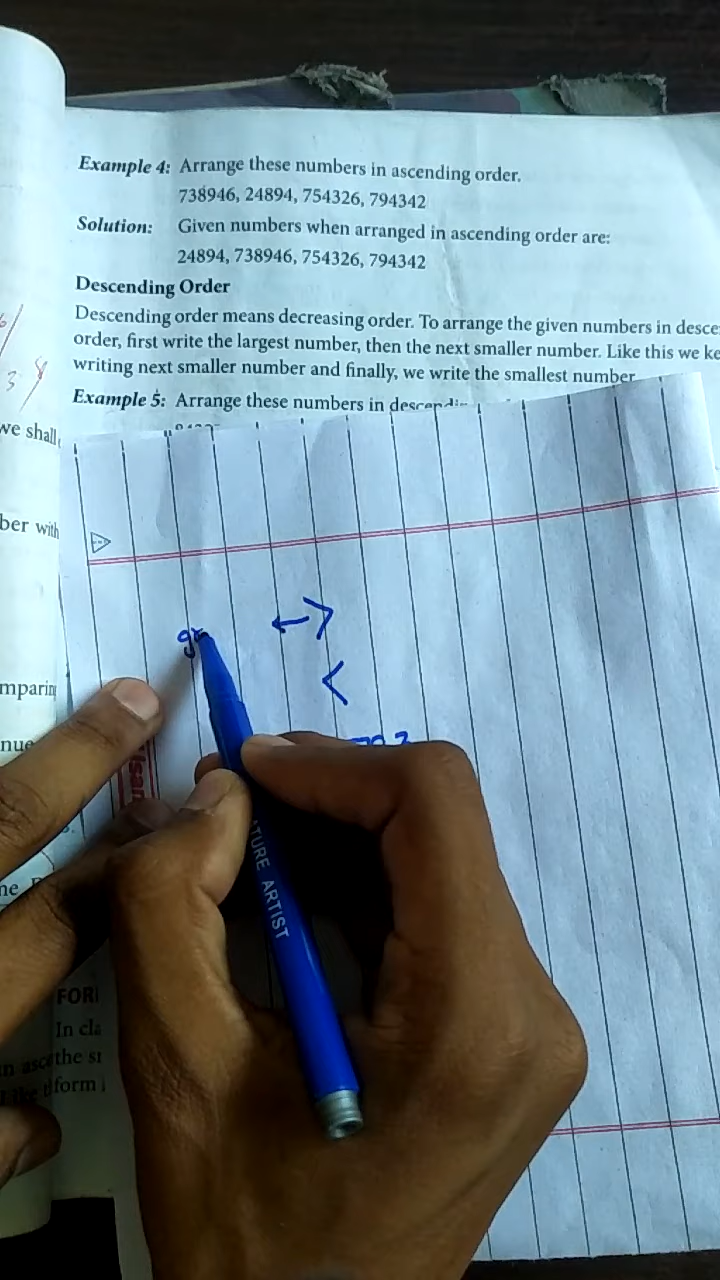 Example 4: Arrange these numbers in ascending order.
738946, 24894, 754326, 794342
Solution: Given numbers when arranged in ascending order are:
24894, 738946, 754326, 794342
Descending Order
Descending order means decreasing order. To arrange the given numbers in desce
order, first write the largest number, then the next smaller number. Like this we ke
writing next smaller number and finally, we write the smallest number
Example 5: Arrange these numbers in descendin
we shall
ber with
mparin
nue
FOR
In cla
the s
form
>
<
ATURE ARTIST